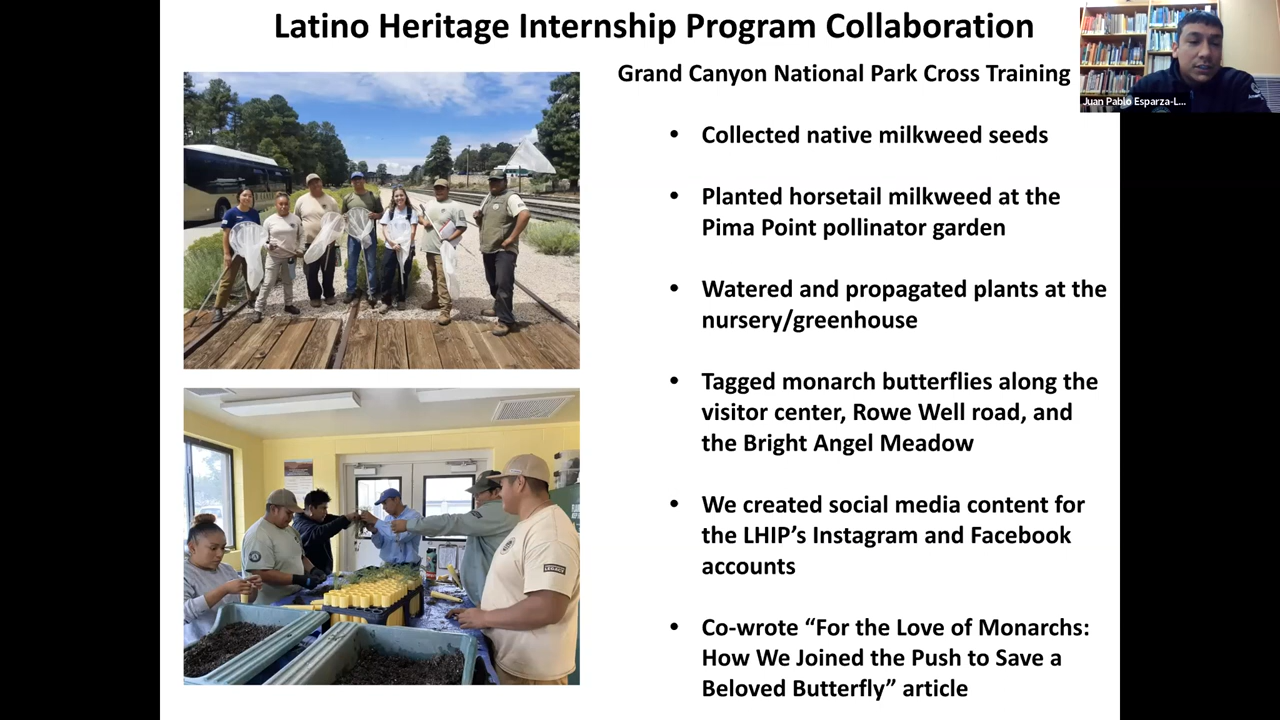 Latino Heritage Internship Program Collaboration
Grand Canyon National Park Cross Training
Juan Pablo Esparza-L...
• Collected native milkweed seeds
• Planted horsetail milkweed at the
Pima Point pollinator garden
• Watered and propagated plants at the
nursery/greenhouse
• Tagged monarch butterflies along the
visitor center, Rowe Well road, and
the Bright Angel Meadow
• We created social media content for
the LHIP’s Instagram and Facebook
accounts
• Co-wrote “For the Love of Monarchs:
How We Joined the Push to Save a
Beloved Butterfly” article
LEGACY